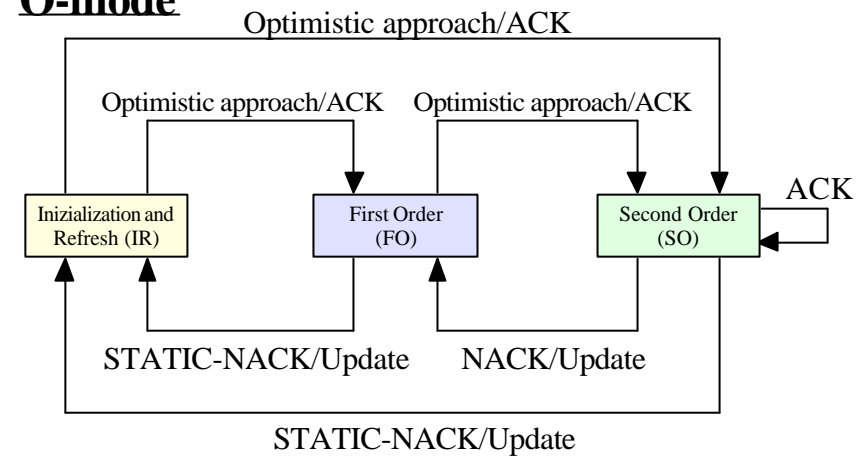 O-mode
Optimistic approach/ACK
Optimistic approach/ACK
Optimistic approach/ACK
ACK
Inizialization and
Refresh (IR)
First Order
(FO)
Second Order
(SO)
STATIC-NACK/Update
NACK/Update
STATIC-NACK/Update